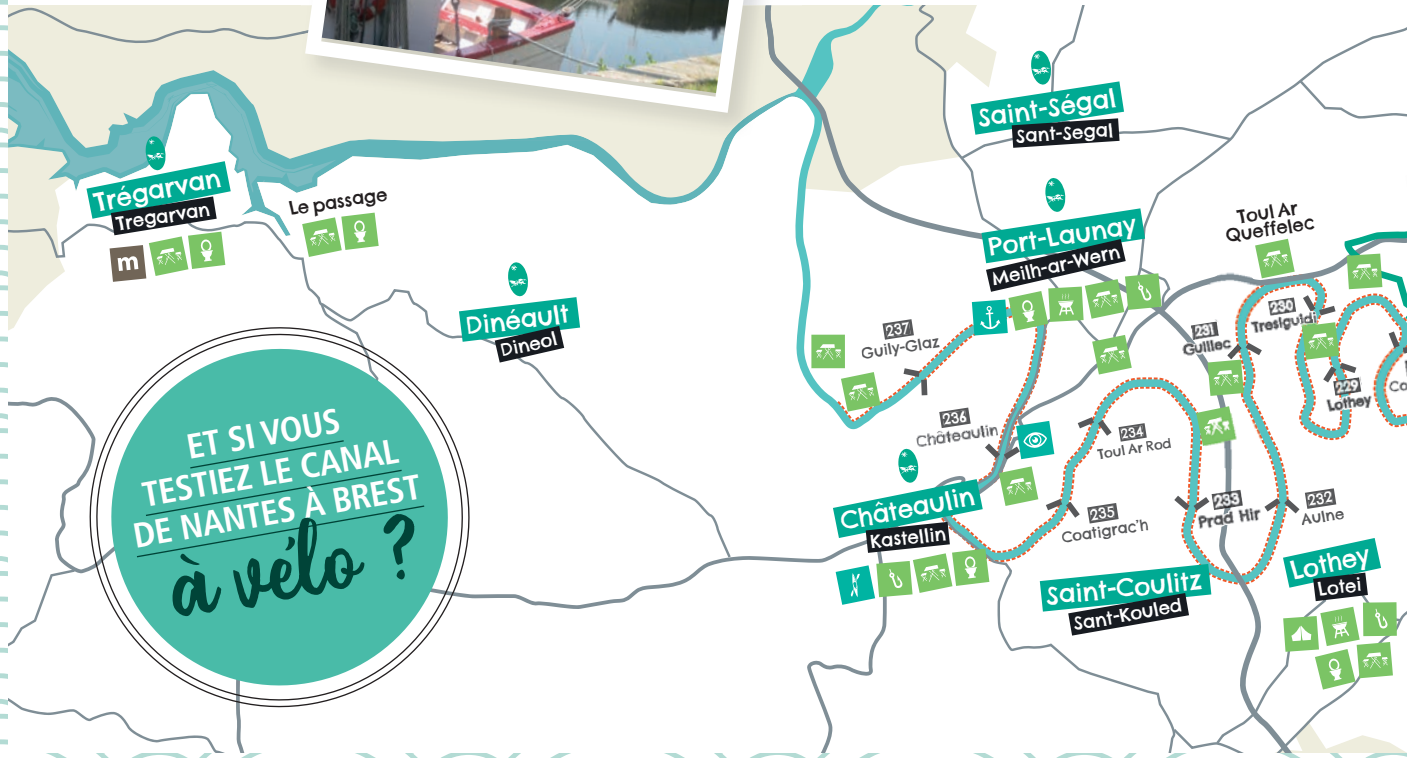 Saint-Ségal
Sant-Segal
Trégarvan
Tregarvan
m
Le passage
Port-Launay
Meilh-ar-Wern
Toul Ar
Queffelec
Dinéault
Dineol
237
Guily-Glaz
230
Tresiguidi
231
Guillec
229
Lothey
Co
236
Châteaulin
234
Toul Ar Rod
ET SI VOUS
TESTIEZ LE CANAL
DE NANTES À BREST
à vélo ?
Châteaulin
Kastellin
235
Coatigrac'h
233
Prad Hir
232
Aulne
Saint-Coulitz
Sant-Kouled
Lothey
Lotei